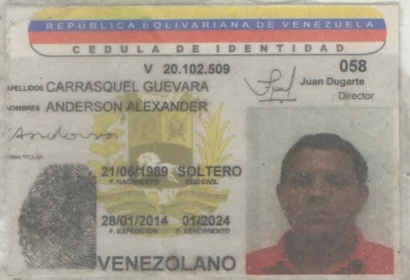 REPUBLICA BOLIVARIANA DE VENEZUELA
CEDULA DE IDENTIDAD
V 20.102.509 058
APELLIDOS CARRASQUEL GUEVARA
Juan Dugarte
Director
NOMBRES ANDERSON ALEXANDER
Anderson
FIRMA TITULAR
21/06/1989 SOLTERO
F. NACIMIENTO EDO CIVIL
28/01/2014 01/2024
F. EXPEDICION F. VENCIMIENTO
VENEZOLANO